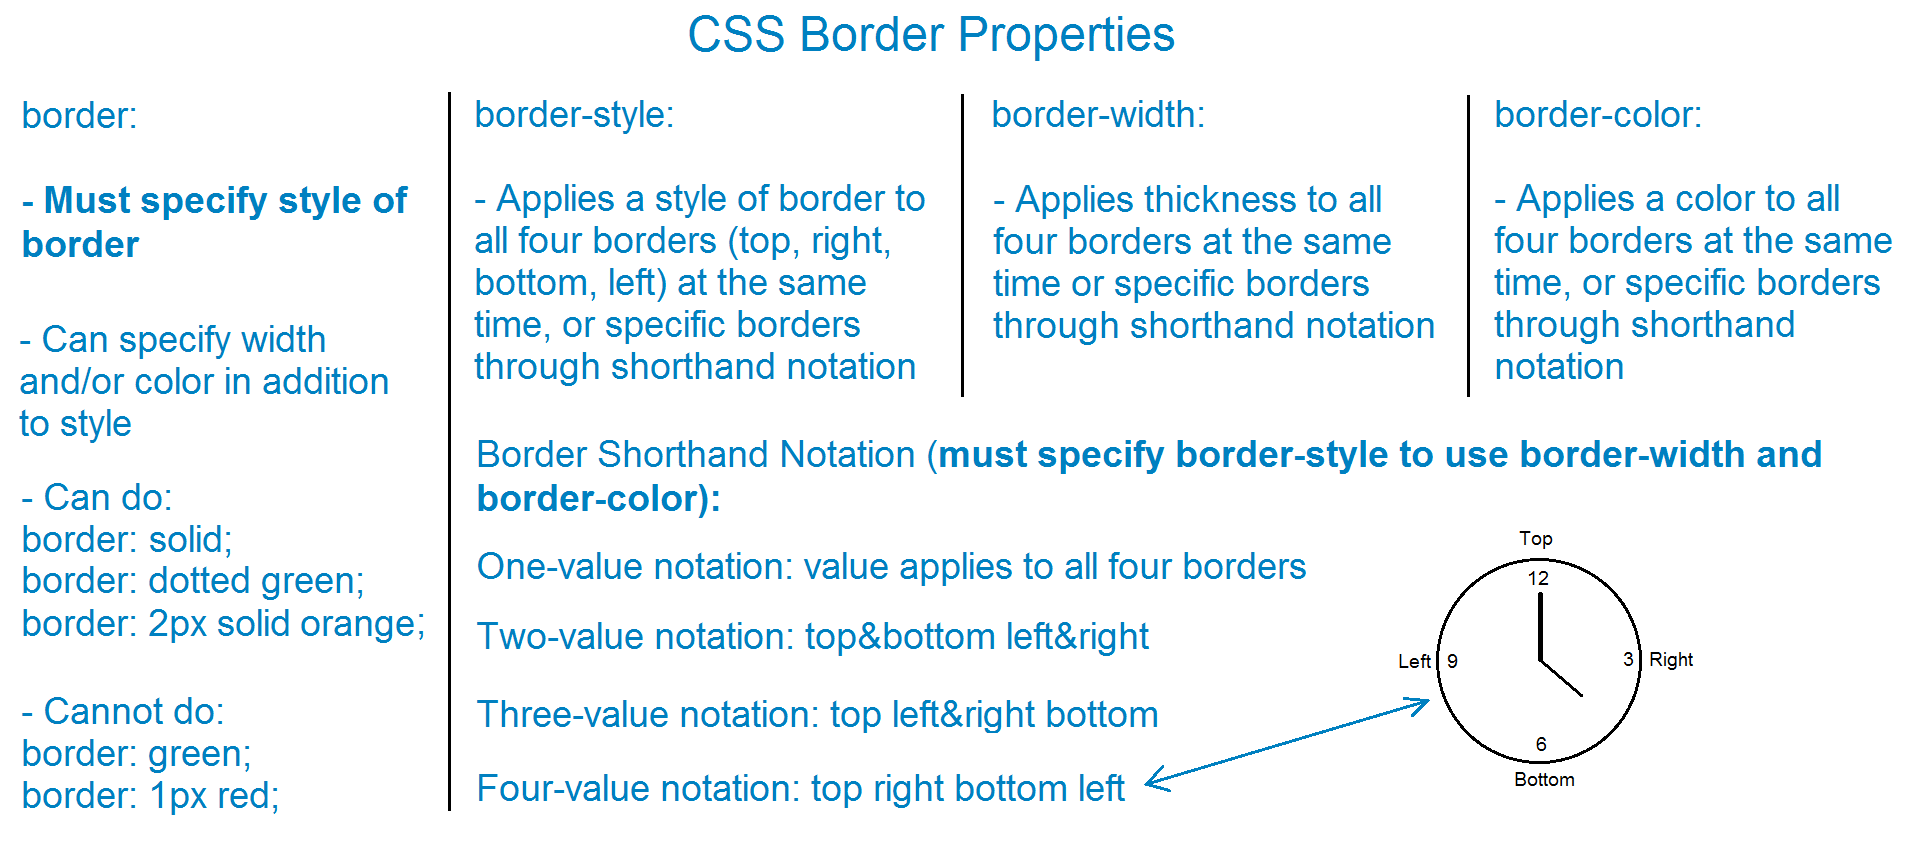 CSS Border Properties
border:
- Must specify style of
border
- Can specify width
and/or color in addition
to style
- Can do:
border: solid;
border: dotted green;
border: 2px solid orange;
- Cannot do:
border: green;
border: 1px red;
border-style:
- Applies a style of border to
all four borders (top, right,
bottom, left) at the same
time, or specific borders
through shorthand notation
border-width:
- Applies thickness to all
four borders at the same
time or specific borders
through shorthand notation
border-color:
- Applies a color to all
four borders at the same
time, or specific borders
through shorthand
notation
Border Shorthand Notation (must specify border-style to use border-width and
border-color):
One-value notation: value applies to all four borders
Two-value notation: top&bottom left&right
Three-value notation: top left&right bottom
Four-value notation: top right bottom left
Top
12
Left 9 3 Right
6
Bottom